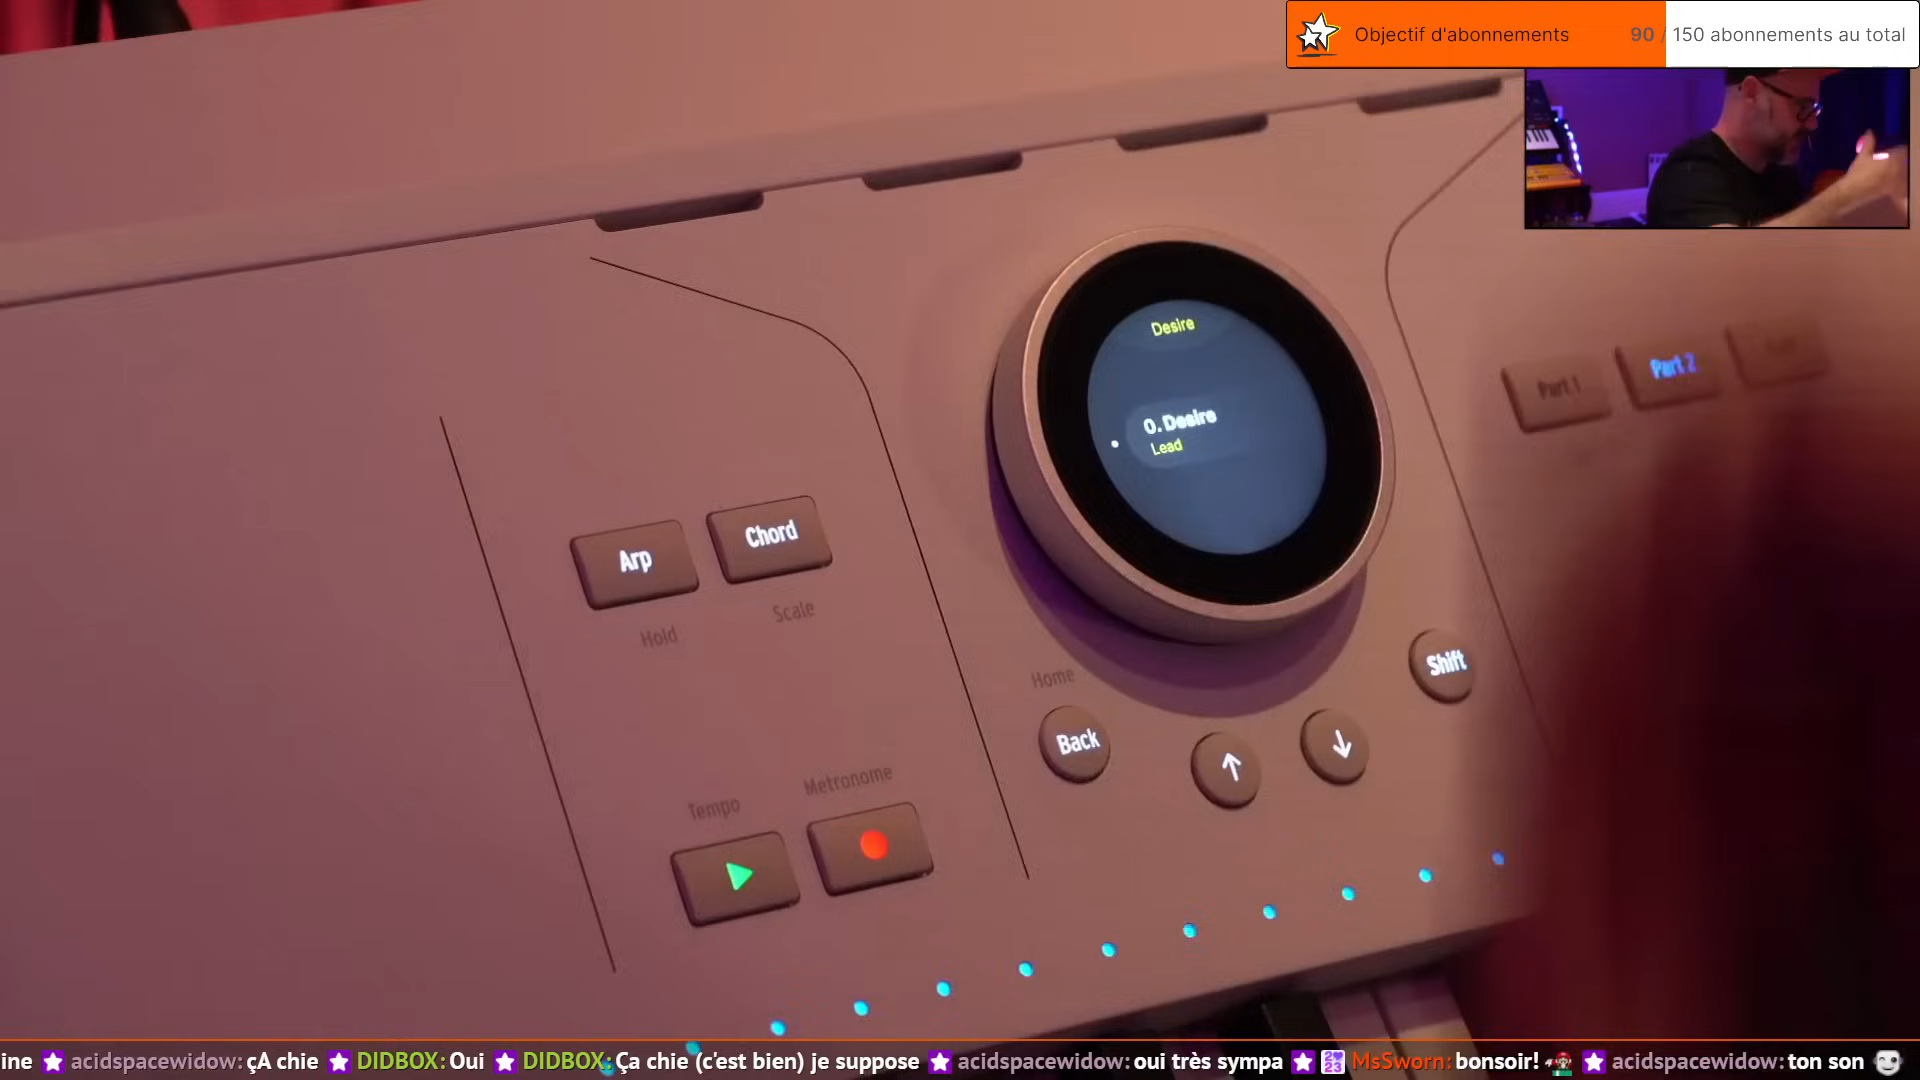 Objectif d'abonnements 90 / 150 abonnements au total
Desire
0. Desire
Lead
Part 1
Part 2
Arp
Chord
Hold
Scale
Home
Back
Shift
Tempo
Metronome
ine acidspacewidow: çA chie DIDBOX: Oui DIDBOX: Ça chie (c'est bien) je suppose acidspacewidow: oui très sympa MsSworn: bonsoir! acidspacewidow: ton son